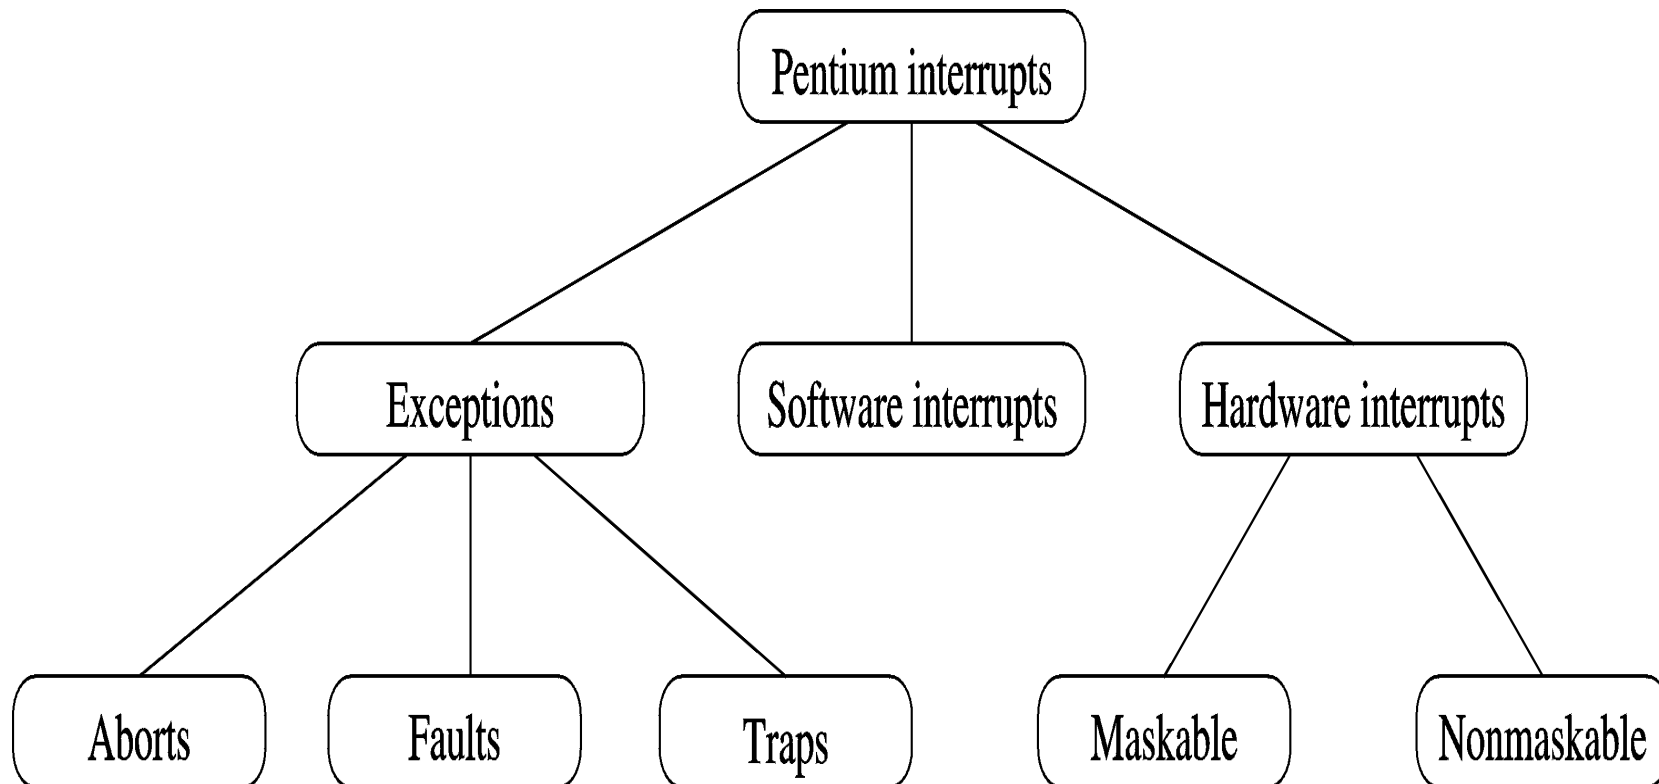 Pentium interrupts
Exceptions
Software interrupts
Hardware interrupts
Aborts
Faults
Traps
Maskable
Nonmaskable